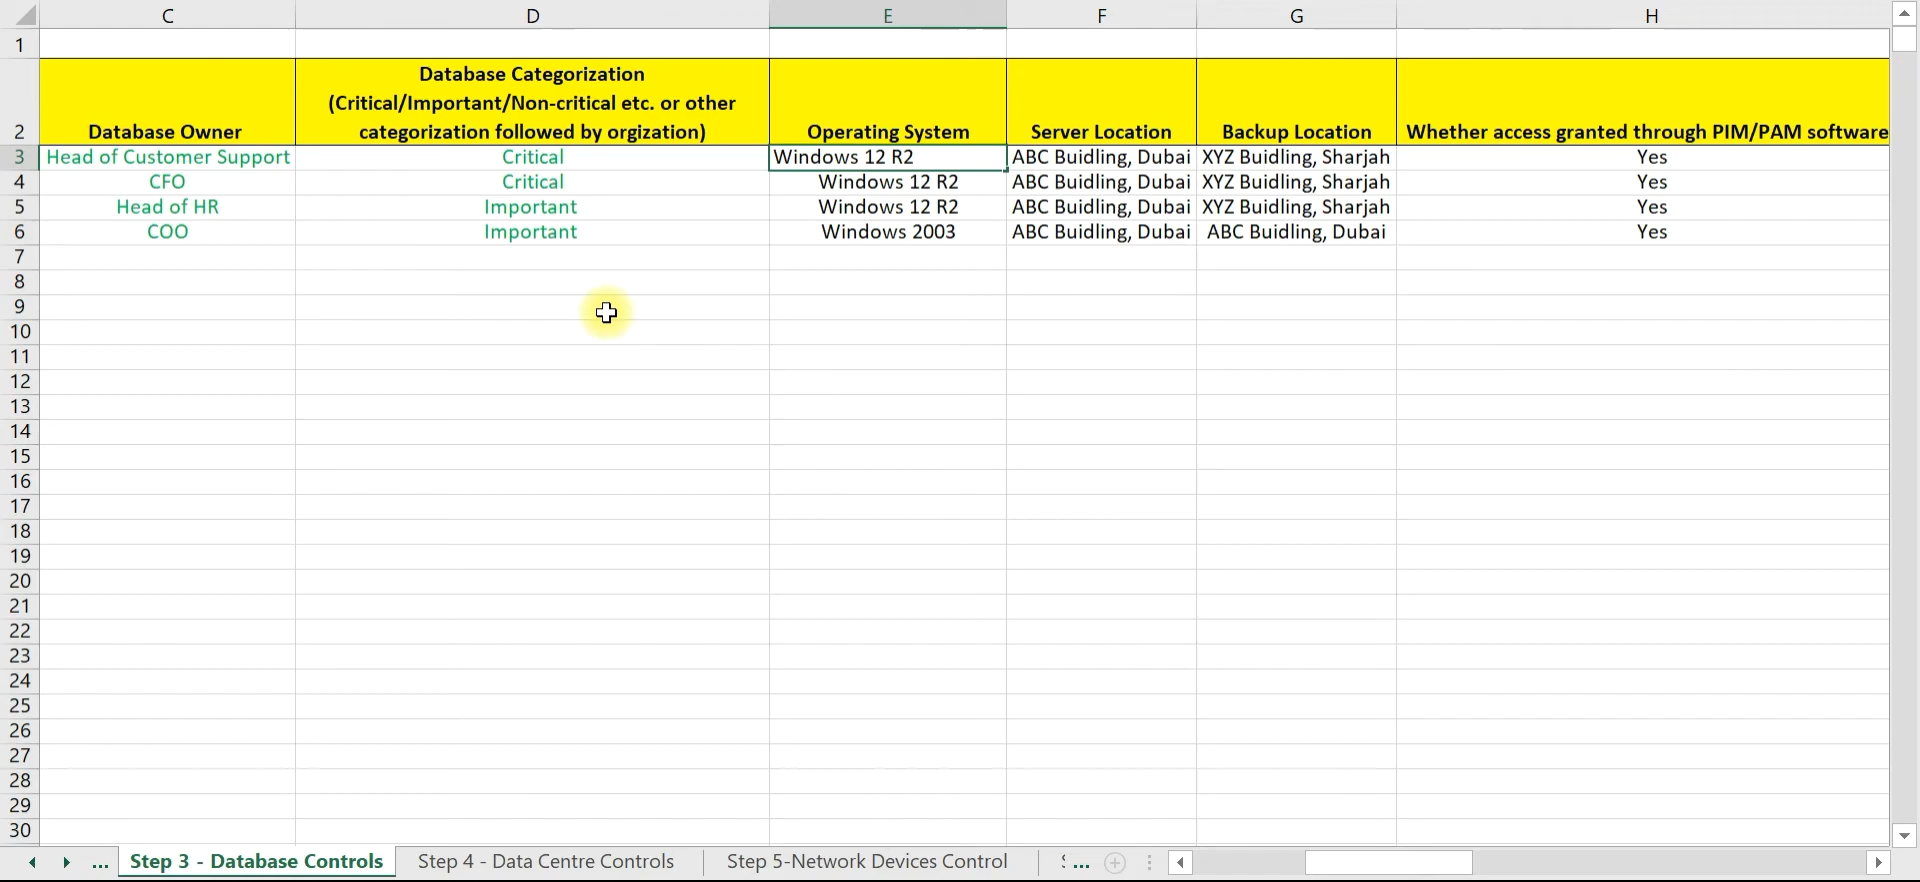 C D E F G H
1
2 Database Owner Database Categorization
(Critical/Important/Non-critical etc. or other
categorization followed by orgization) Operating System Server Location Backup Location Whether access granted through PIM/PAM software
3 Head of Customer Support Critical Windows 12 R2 ABC Buidling, Dubai XYZ Buidling, Sharjah Yes
4 CFO Critical Windows 12 R2 ABC Buidling, Dubai XYZ Buidling, Sharjah Yes
5 Head of HR Important Windows 12 R2 ABC Buidling, Dubai XYZ Buidling, Sharjah Yes
6 COO Important Windows 2003 ABC Buidling, Dubai ABC Buidling, Dubai Yes
7
8
9
10
11
12
13
14
15
16
17
18
19
20
21
22
23
24
25
26
27
28
29
30
... Step 3 - Database Controls Step 4 - Data Centre Controls Step 5-Network Devices Control ...